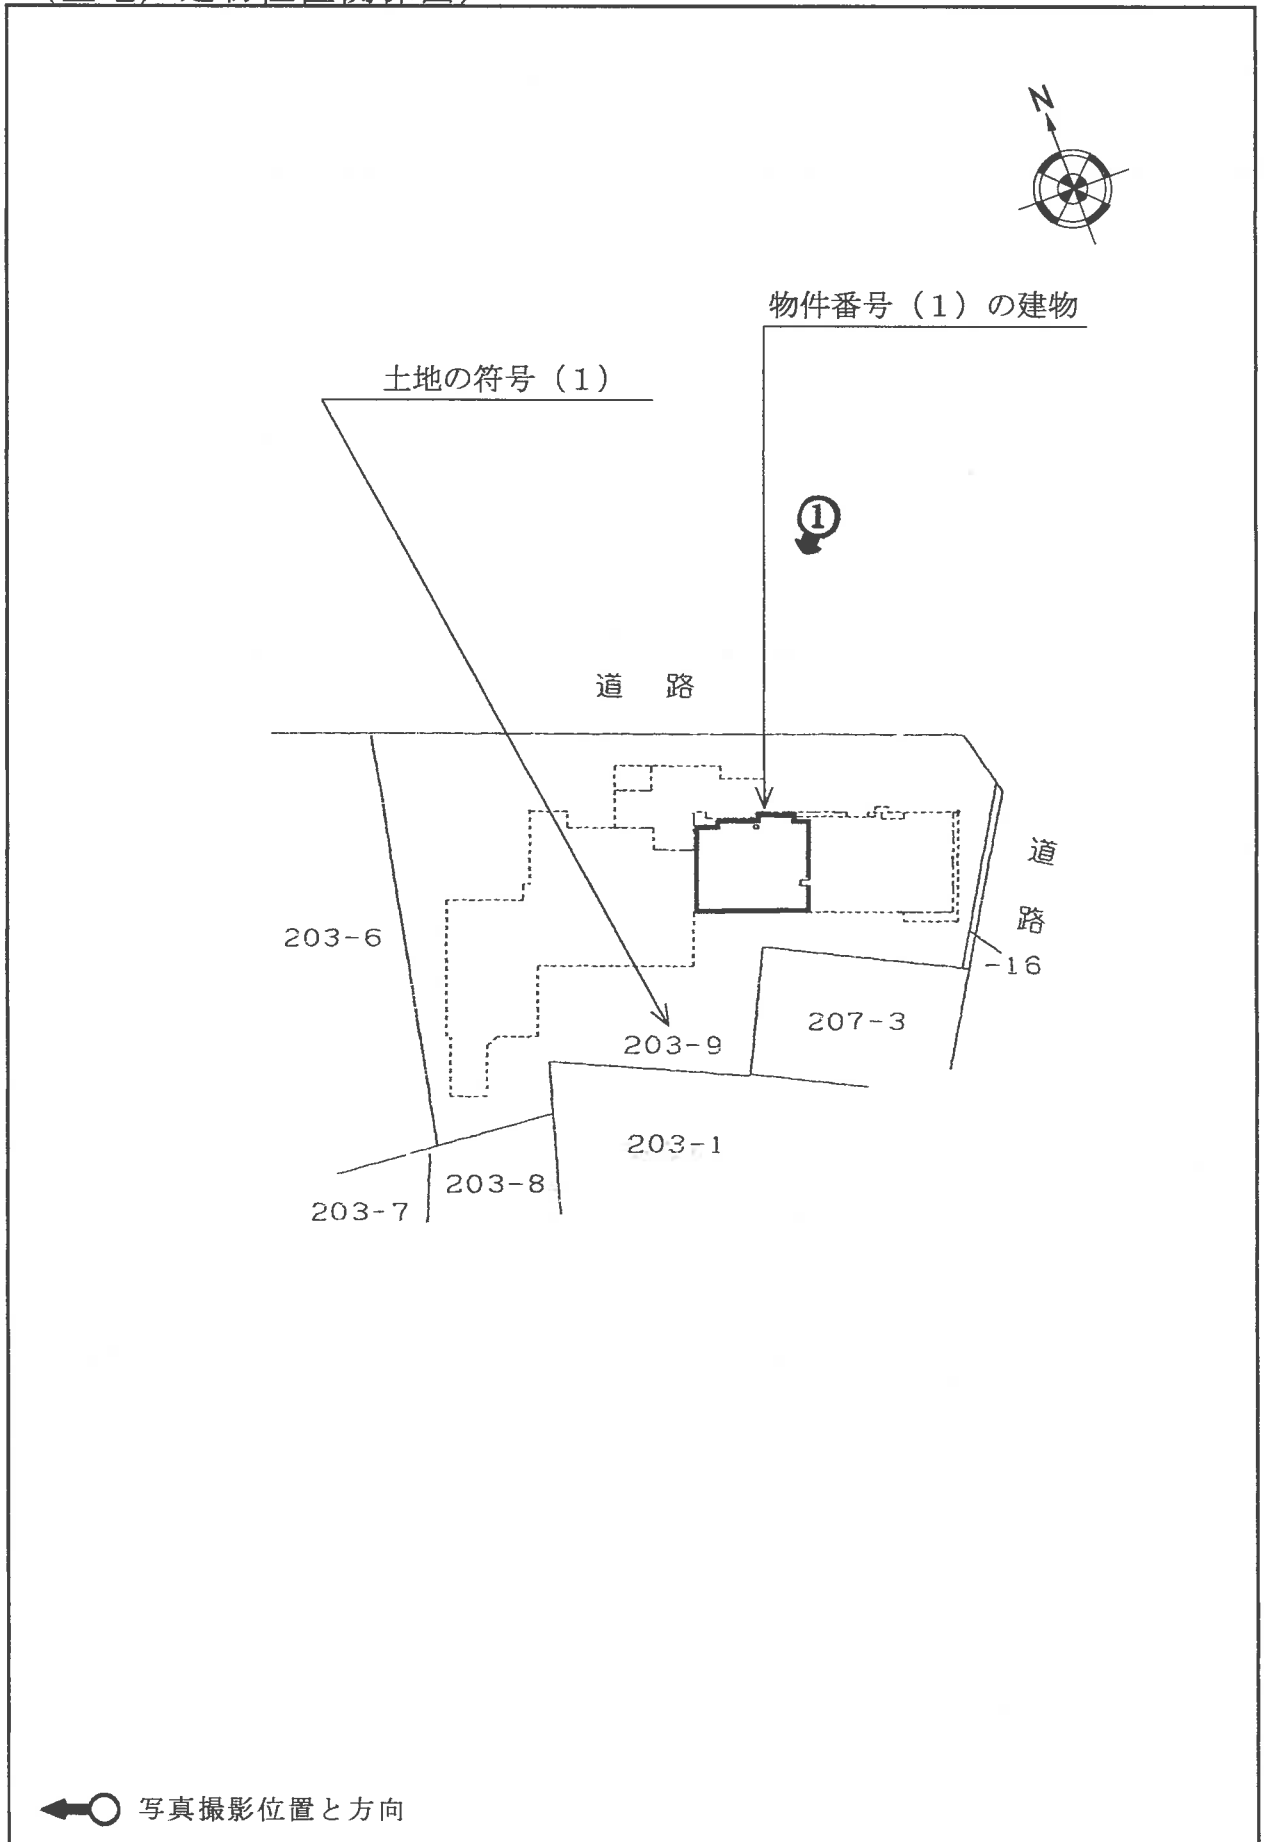 N
物件番号（1）の建物
土地の符号（1）
①
道　路
道
路
203-6
-16
207-3
203-9
203-1
203-8
203-7
写真撮影位置と方向